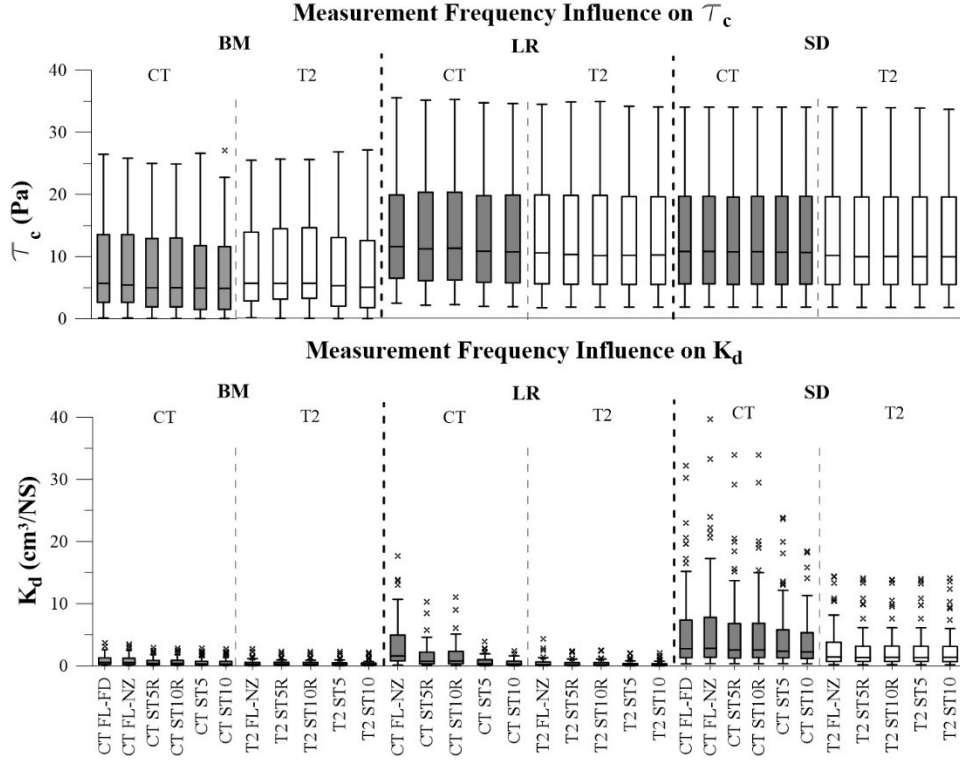 Measurement Frequency Influence on τc
BM LR SD
CT T2 CT T2 CT T2
40
30
20
10
0
τc (Pa)
Measurement Frequency Influence on Kd
BM LR SD
CT T2 CT T2 CT T2
40
30
20
10
0
Kd (cm³/NS)
CT FL-FD
CT FL-NZ
CT ST5R
CT ST10R
CT ST5
CT ST10
T2 FL-NZ
T2 ST5R
T2 ST10R
T2 ST5
T2 ST10
CT FL-NZ
CT ST5R
CT ST10R
CT ST5
CT ST10
T2 FL-NZ
T2 ST5R
T2 ST10R
T2 ST5
T2 ST10
CT FL-FD
CT FL-NZ
CT ST5R
CT ST10R
CT ST5
CT ST10
T2 FL-NZ
T2 ST5R
T2 ST10R
T2 ST5
T2 ST10